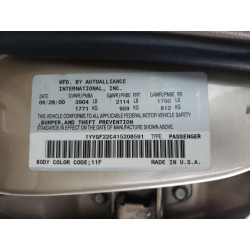 MFD. BY AUTOALLIANCE
INTERNATIONAL, INC.
GVWR/PNBV GAWR/PNBE F GAWR/PNBE RR
09/28/00 3904 LB 2114 LB 1790 LB
1771 KG 959 KG 812 KG
THIS VEHICLE CONFORMS TO ALL APPLICABLE
FEDERAL MOTOR VEHICLE SAFETY
,BUMPER,AND THEFT PREVENTION
STANDARDS IN EFFECT ON THE DATE OF
MANUFACTURE SHOWN ABOVE.
1YVGF22C415208591 TYPE PASSENGER
BODY COLOR CODE;11F MADE IN U.S.A.